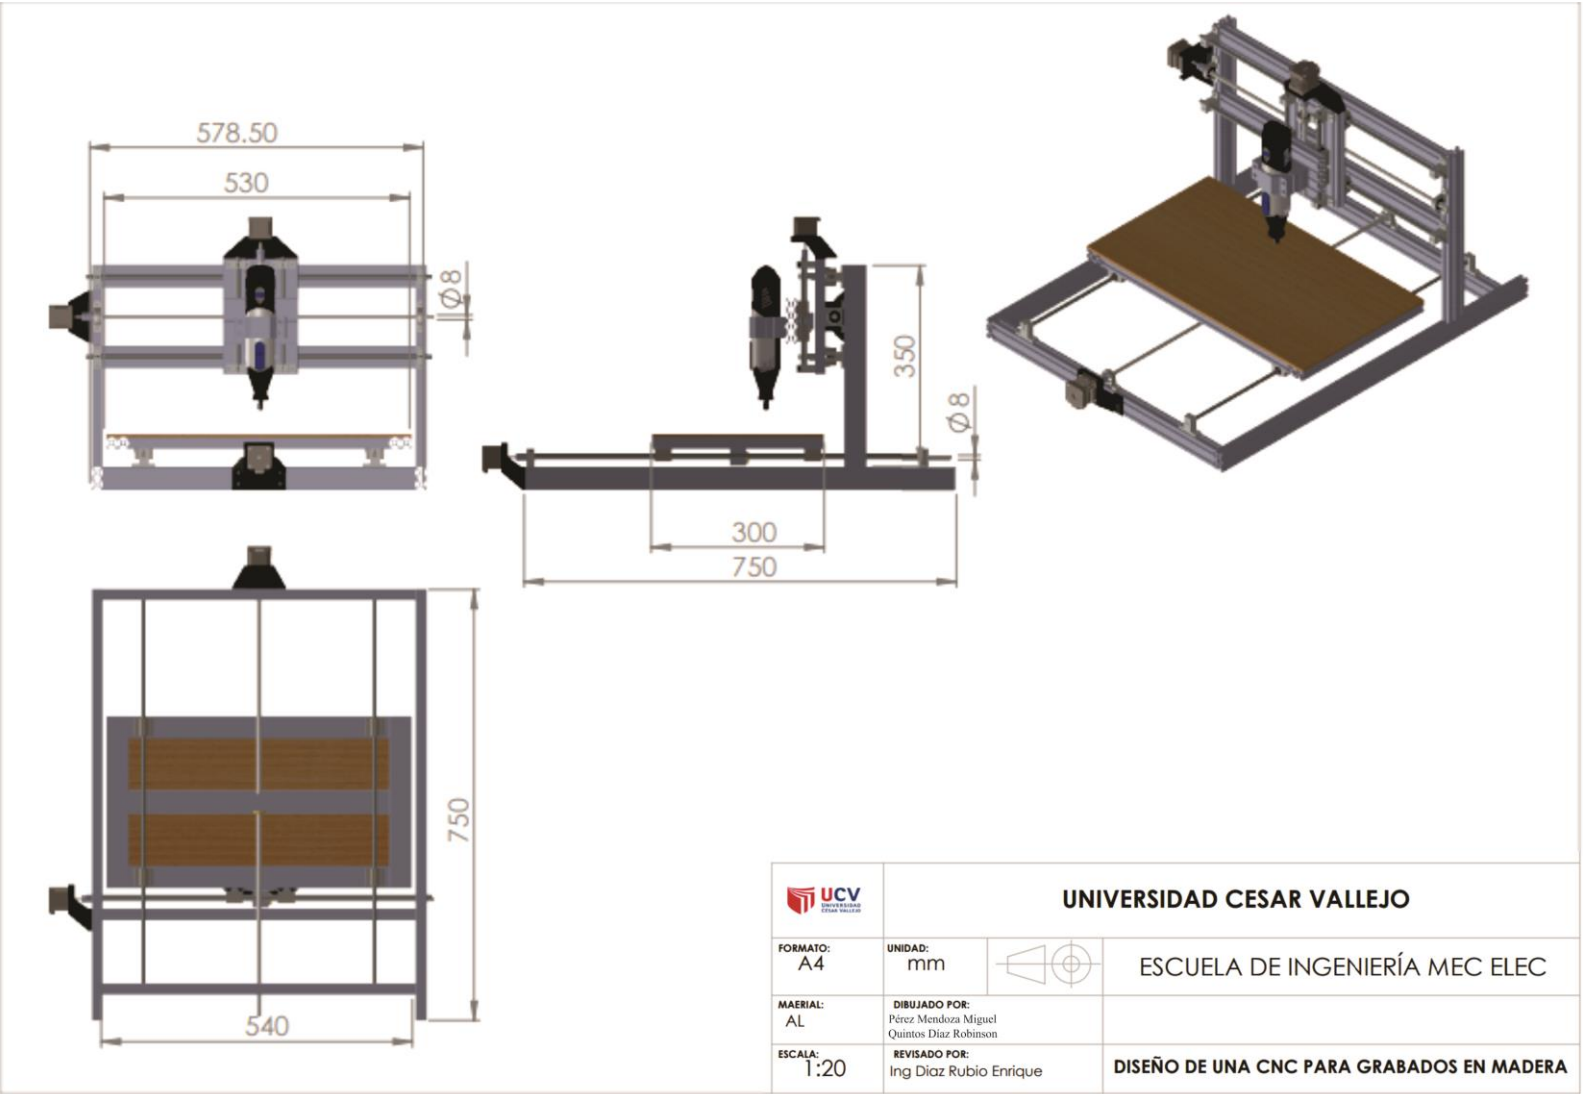 578.50
530
Ø8
350
Ø8
300
750
750
540
UCV
UNIVERSIDAD
CESAR VALLEJO
UNIVERSIDAD CESAR VALLEJO
FORMATO:
A4
UNIDAD:
mm
ESCUELA DE INGENIERÍA MEC ELEC
MAERIAL:
AL
DIBUJADO POR:
Pérez Mendoza Miguel
Quintos Díaz Robinson
ESCALA:
1:20
REVISADO POR:
Ing Diaz Rubio Enrique
DISEÑO DE UNA CNC PARA GRABADOS EN MADERA